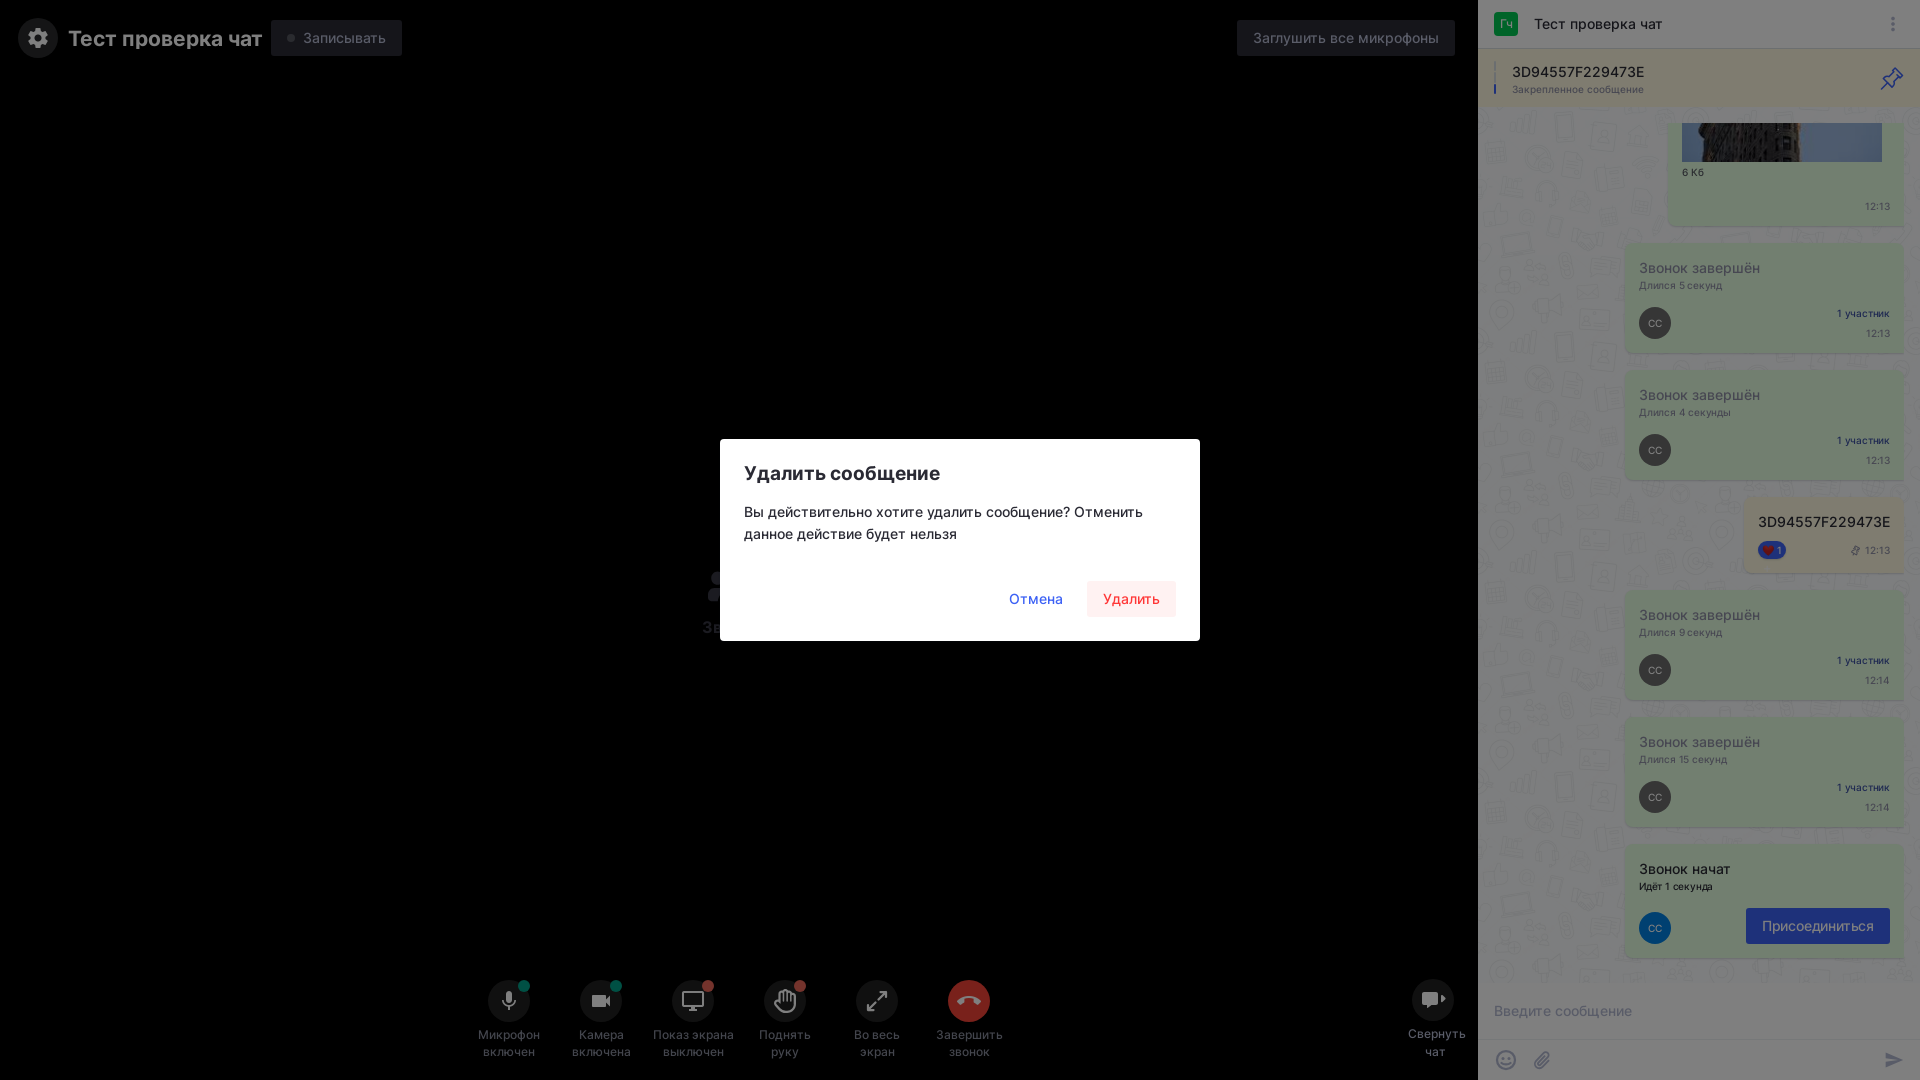 Тест проверка чат
Записывать
Заглушить все микрофоны
Гч
Тест проверка чат
3D94557F229473E
Закрепленное сообщение
6 Кб
12:13
Звонок завершён
Длился 5 секунд
СС
1 участник
12:13
Звонок завершён
Длился 4 секунды
СС
1 участник
12:13
3D94557F229473E
1
12:13
Звонок завершён
Длился 9 секунд
СС
1 участник
12:14
Звонок завершён
Длился 15 секунд
СС
1 участник
12:14
Звонок начат
Идёт 1 секунда
СС
Присоединиться
Введите сообщение
Удалить сообщение
Вы действительно хотите удалить сообщение? Отменить
данное действие будет нельзя
Отмена
Удалить
Микрофон
включен
Камера
включена
Показ экрана
выключен
Поднять
руку
Во весь
экран
Завершить
звонок
Свернуть
чат